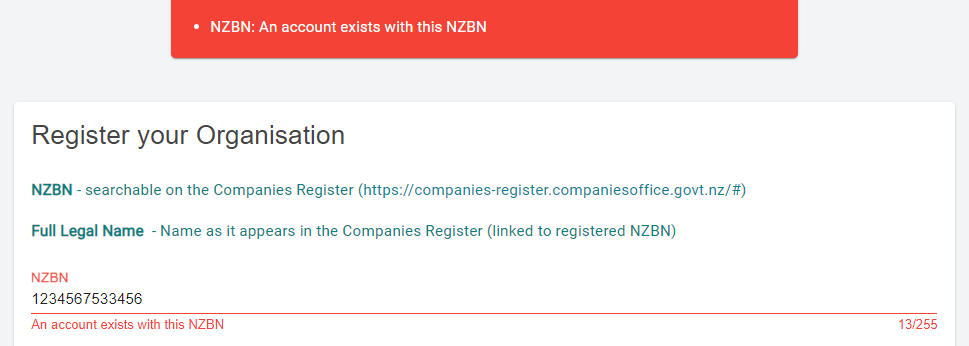 • NZBN: An account exists with this NZBN
Register your Organisation
NZBN - searchable on the Companies Register (https://companies-register.companiesoffice.govt.nz/#)
Full Legal Name - Name as it appears in the Companies Register (linked to registered NZBN)
NZBN
1234567533456
An account exists with this NZBN 13/255